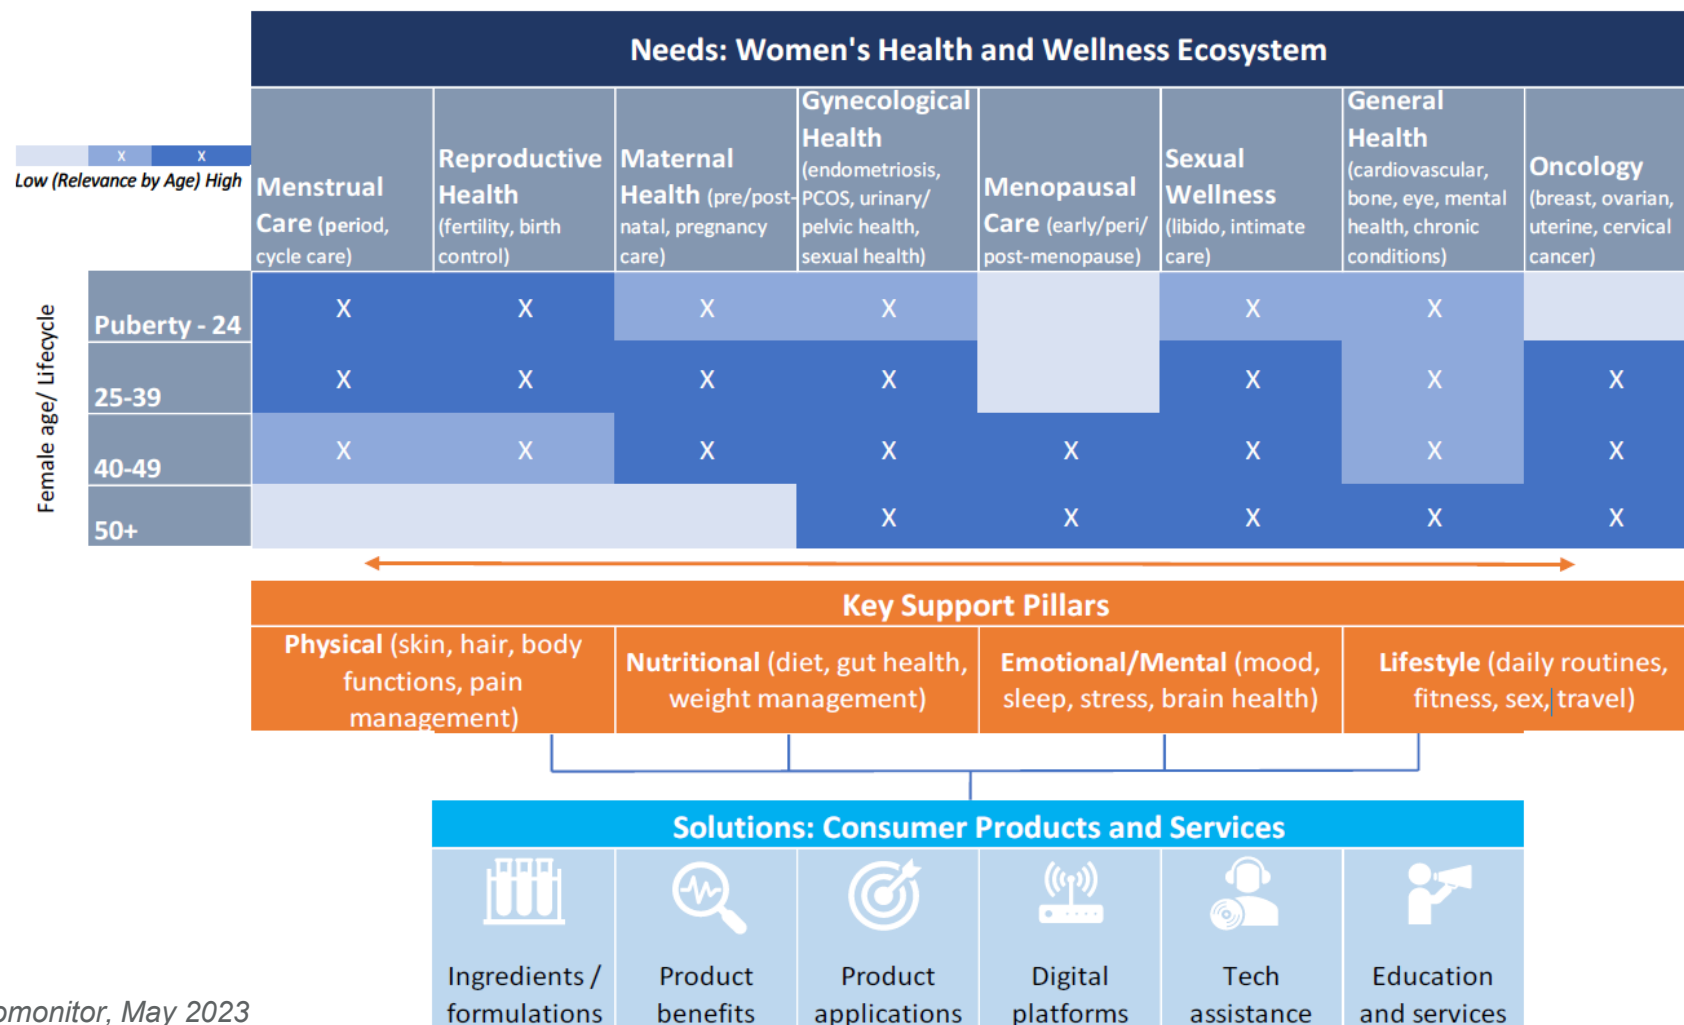 Needs: Women's Health and Wellness Ecosystem
X X
Low (Relevance by Age) High
Menstrual
Care (period,
cycle care)
Reproductive
Health
(fertility, birth
control)
Maternal
Health (pre/post-
natal, pregnancy
care)
Gynecological
Health
(endometriosis,
PCOS, urinary/
pelvic health,
sexual health)
Menopausal
Care (early/peri/
post-menopause)
Sexual
Wellness
(libido, intimate
care)
General
Health
(cardiovascular,
bone, eye, mental
health, chronic
conditions)
Oncology
(breast, ovarian,
uterine, cervical
cancer)
Female age/ Lifecycle
Puberty - 24 X X X X X X
25-39 X X X X X X X
40-49 X X X X X X X X
50+ X X X X X
Key Support Pillars
Physical (skin, hair, body
functions, pain
management)
Nutritional (diet, gut health,
weight management)
Emotional/Mental (mood,
sleep, stress, brain health)
Lifestyle (daily routines,
fitness, sex, travel)
Solutions: Consumer Products and Services
Ingredients /
formulations
Product
benefits
Product
applications
Digital
platforms
Tech
assistance
Education
and services
omonitor, May 2023